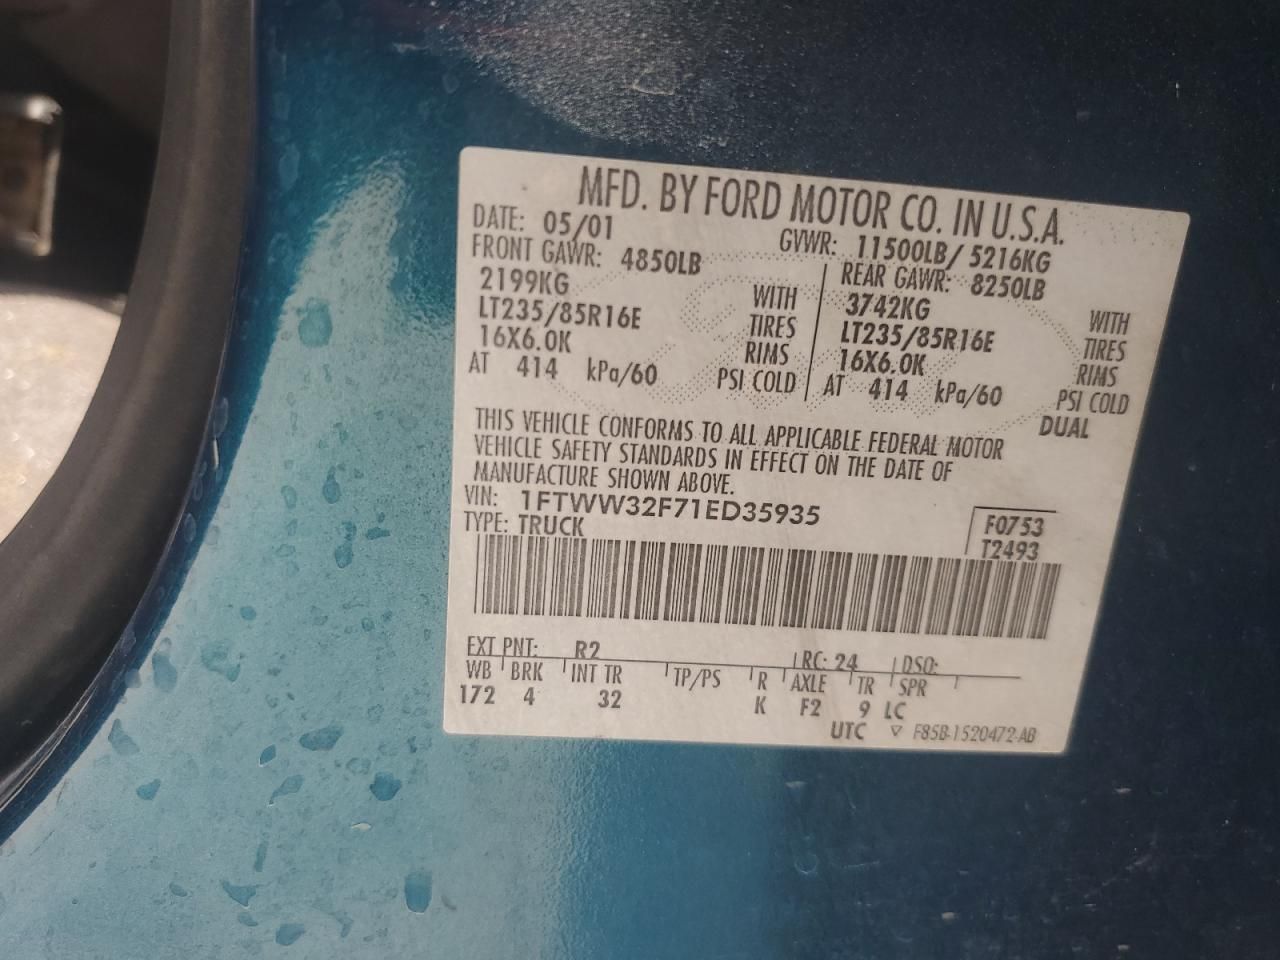 MFD. BY FORD MOTOR CO. IN U.S.A.
DATE: 05/01 GVWR: 11500LB/ 5216KG
FRONT GAWR: 4850LB REAR GAWR: 8250LB
2199KG WITH 3742KG WITH
LT235/85R16E TIRES LT235/85R16E TIRES
16X6.0K RIMS 16X6.0K RIMS
AT 414 kPa/60 PSI COLD AT 414 kPa/60 PSI COLD
DUAL
THIS VEHICLE CONFORMS TO ALL APPLICABLE FEDERAL MOTOR
VEHICLE SAFETY STANDARDS IN EFFECT ON THE DATE OF
MANUFACTURE SHOWN ABOVE.
VIN: 1FTWW32F71ED35935 F0753
TYPE: TRUCK T2493
EXT PNT: R2 RC: 24 DSO:
WB BRK INT TR TP/PS R AXLE TR SPR
172 4 32 K F2 9 LC
UTC ▽ F85B-1520472-AB